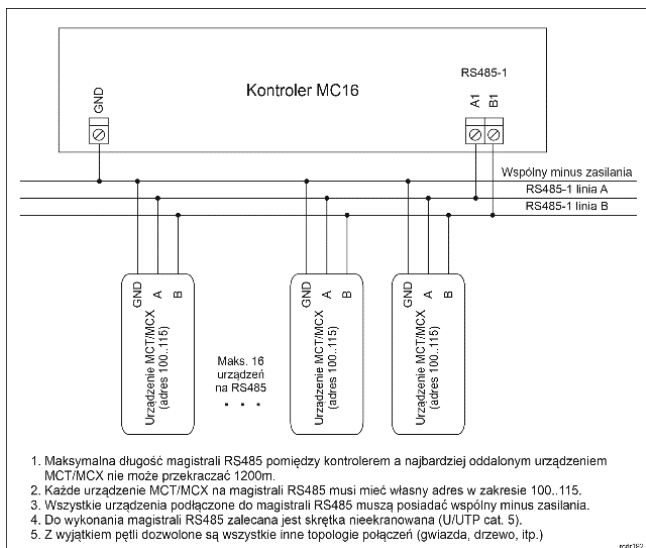 RS485-1
Kontroler MC16
GND
A1
B1
Wspólny minus zasilania
RS485-1 linia A
RS485-1 linia B
GND
A
B
Urządzenie MCT/MCX
(adres 100..115)
Maks. 16
urządzeń
na RS485
GND
A
B
Urządzenie MCT/MCX
(adres 100..115)
GND
A
B
Urządzenie MCT/MCX
(adres 100..115)
1. Maksymalna długość magistrali RS485 pomiędzy kontrolerem a najbardziej oddalonym urządzeniem
MCT/MCX nie może przekraczać 1200m.
2. Każde urządzenie MCT/MCX na magistrali RS485 musi mieć własny adres w zakresie 100..115.
3. Wszystkie urządzenia podłączone do magistrali RS485 muszą posiadać wspólny minus zasilania.
4. Do wykonania magistrali RS485 zalecana jest skrętka nieekranowana (U/UTP cat. 5).
5. Z wyjątkiem pętli dozwolone są wszystkie inne topologie połączeń (gwiazda, drzewo, itp.)